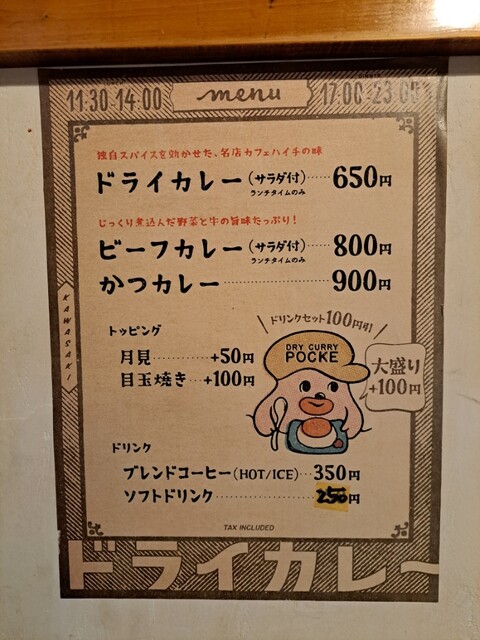 11:30-14:00 menu 17:00-23:00
独自スパイスを効かせた、名店カフェハイチの味
ドライカレー(サラダ付)……650円
ランチタイムのみ
じっくり煮込んだ野菜と牛の旨味たっぷり!
ビーフカレー(サラダ付)……800円
ランチタイムのみ
かつカレー……900円
KAWASAKI
トッピング
月見……+50円
目玉焼き…+100円
ドリンクセット100円引
DRY CURRY
POCKE
大盛り
+100円
ドリンク
ブレンドコーヒー(HOT/ICE)…350円
ソフトドリンク……250円
TAX INCLUDED
ドライカレー